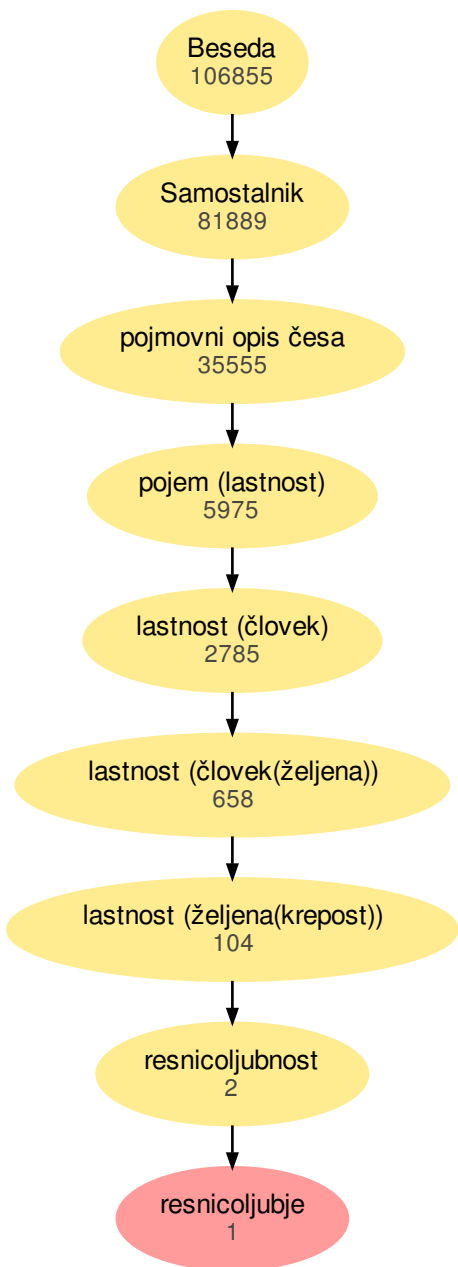 Beseda
106855
Samostalnik
81889
pojmovni opis česa
35555
pojem (lastnost)
5975
lastnost (človek)
2785
lastnost (človek(željena))
658
lastnost (željena(krepost))
104
resnicoljubnost
2
resnicoljubje
1